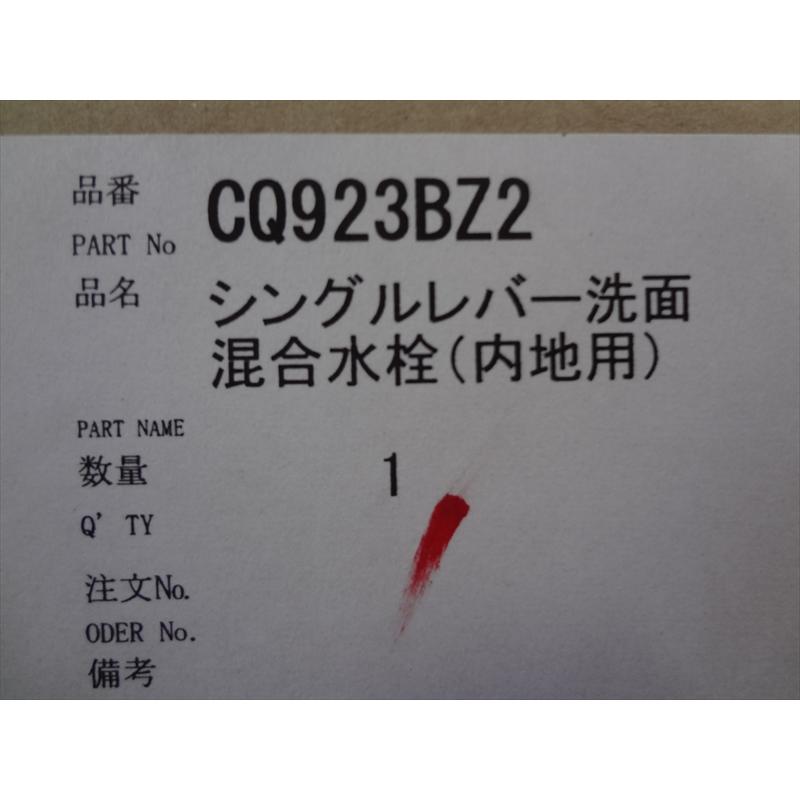 品番 CQ923BZ2
PART No
品名 シングルレバー洗面
混合水栓(内地用)
PART NAME
数量 1
Q'TY
注文No.
ODER No.
備考